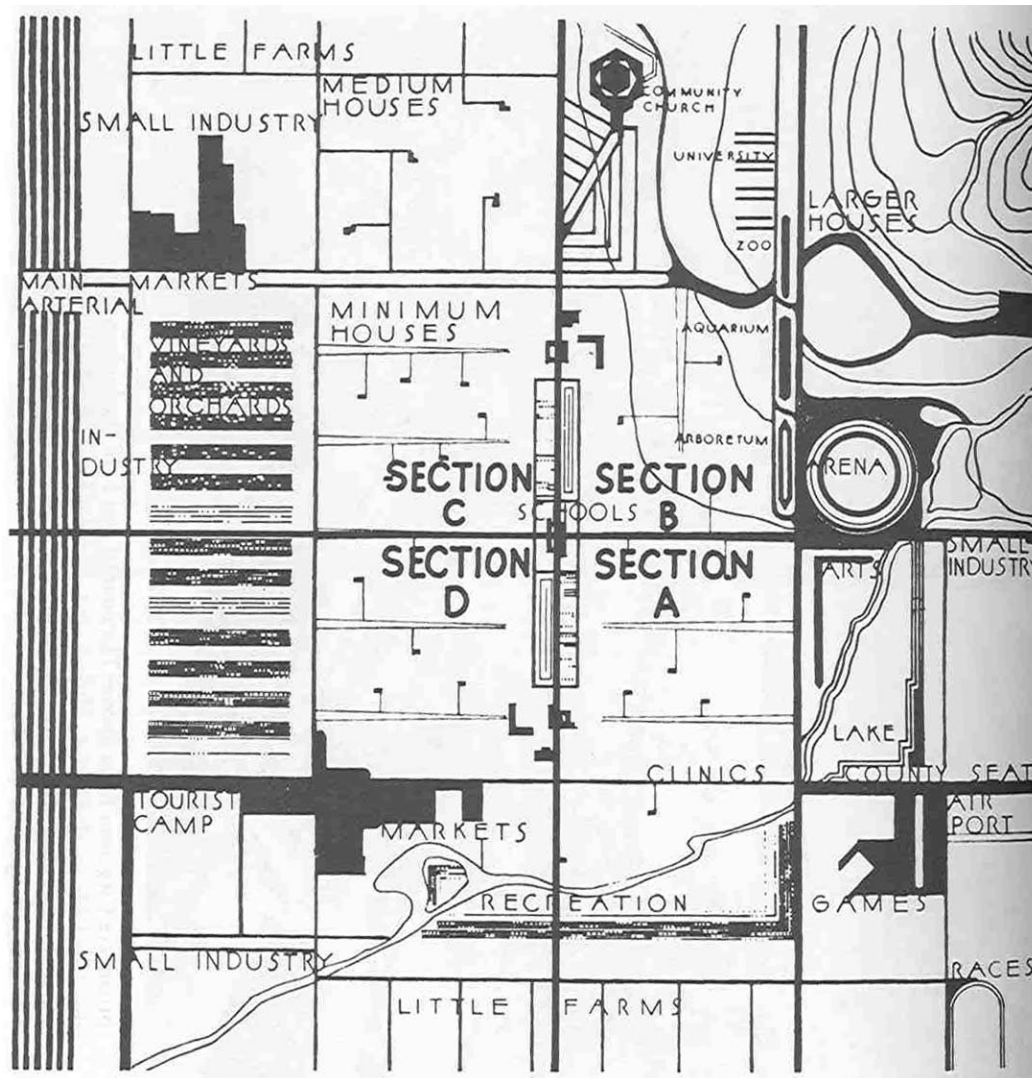 LITTLE FARMS
MEDIUM
HOUSES
COMMUNITY
CHURCH
SMALL INDUSTRY
UNIVERSITY
LARGER
HOUSES
ZOO
MAIN
ARTERIAL
MARKETS
MINIMUM
HOUSES
AQUARIUM
VINEYARDS
AND
ORCHARDS
IN-
DUSTRY
ARBORETUM
ARENA
SECTION
C
SECTION
B
SCHOOLS
SECTION
D
SECTION
A
ARTS
SMALL
INDUSTRY
LAKE
CLINICS
COUNTY SEAT
TOURIST
CAMP
MARKETS
AIR
PORT
RECREATION
GAMES
SMALL INDUSTRY
RACES
LITTLE FARMS